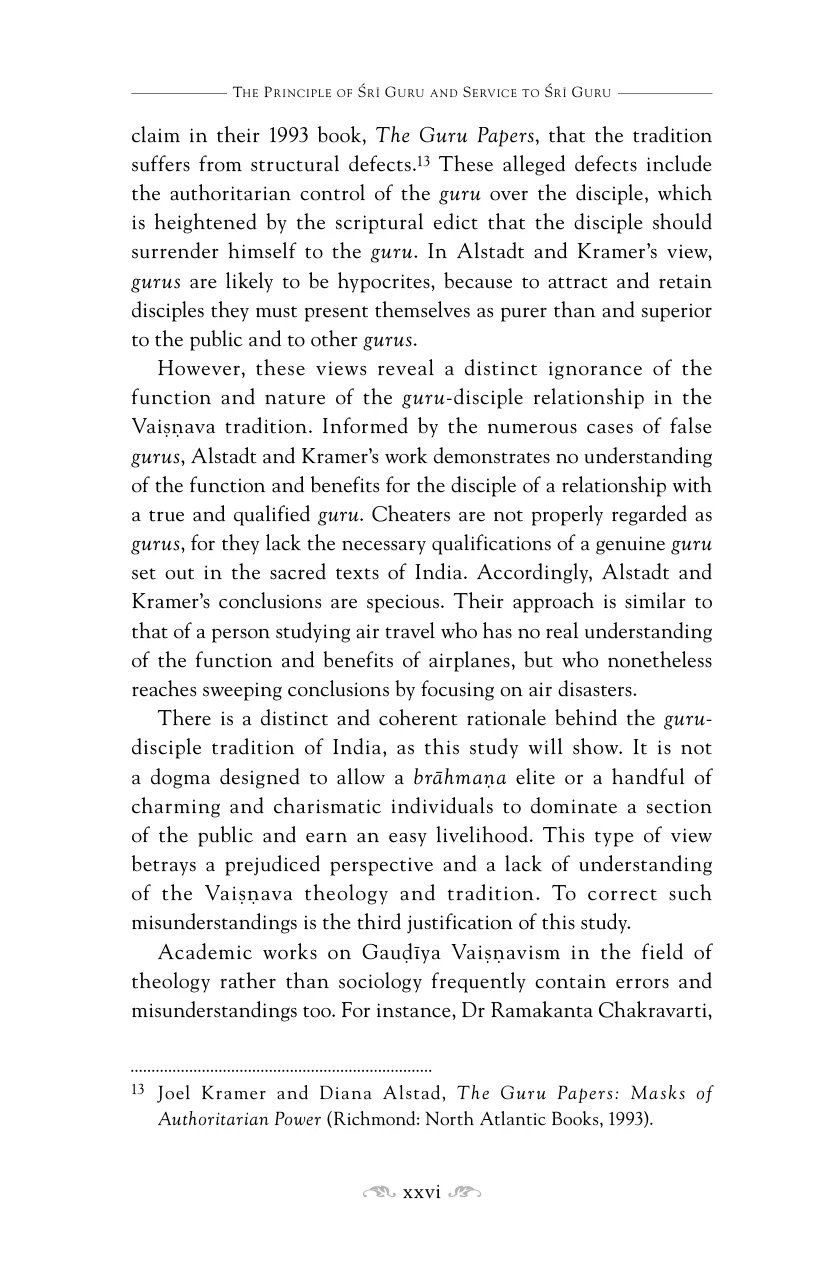 The Principle of Śrī Guru and Service to Śrī Guru
claim in their 1993 book, The Guru Papers, that the tradition
suffers from structural defects.13 These alleged defects include
the authoritarian control of the guru over the disciple, which
is heightened by the scriptural edict that the disciple should
surrender himself to the guru. In Alstadt and Kramer’s view,
gurus are likely to be hypocrites, because to attract and retain
disciples they must present themselves as purer than and superior
to the public and to other gurus.
However, these views reveal a distinct ignorance of the
function and nature of the guru-disciple relationship in the
Vaiṣṇava tradition. Informed by the numerous cases of false
gurus, Alstadt and Kramer’s work demonstrates no understanding
of the function and benefits for the disciple of a relationship with
a true and qualified guru. Cheaters are not properly regarded as
gurus, for they lack the necessary qualifications of a genuine guru
set out in the sacred texts of India. Accordingly, Alstadt and
Kramer’s conclusions are specious. Their approach is similar to
that of a person studying air travel who has no real understanding
of the function and benefits of airplanes, but who nonetheless
reaches sweeping conclusions by focusing on air disasters.
There is a distinct and coherent rationale behind the guru-
disciple tradition of India, as this study will show. It is not
a dogma designed to allow a brāhmaṇa elite or a handful of
charming and charismatic individuals to dominate a section
of the public and earn an easy livelihood. This type of view
betrays a prejudiced perspective and a lack of understanding
of the Vaiṣṇava theology and tradition. To correct such
misunderstandings is the third justification of this study.
Academic works on Gauḍīya Vaiṣṇavism in the field of
theology rather than sociology frequently contain errors and
misunderstandings too. For instance, Dr Ramakanta Chakravarti,
13 Joel Kramer and Diana Alstad, The Guru Papers: Masks of
Authoritarian Power (Richmond: North Atlantic Books, 1993).
xxvi